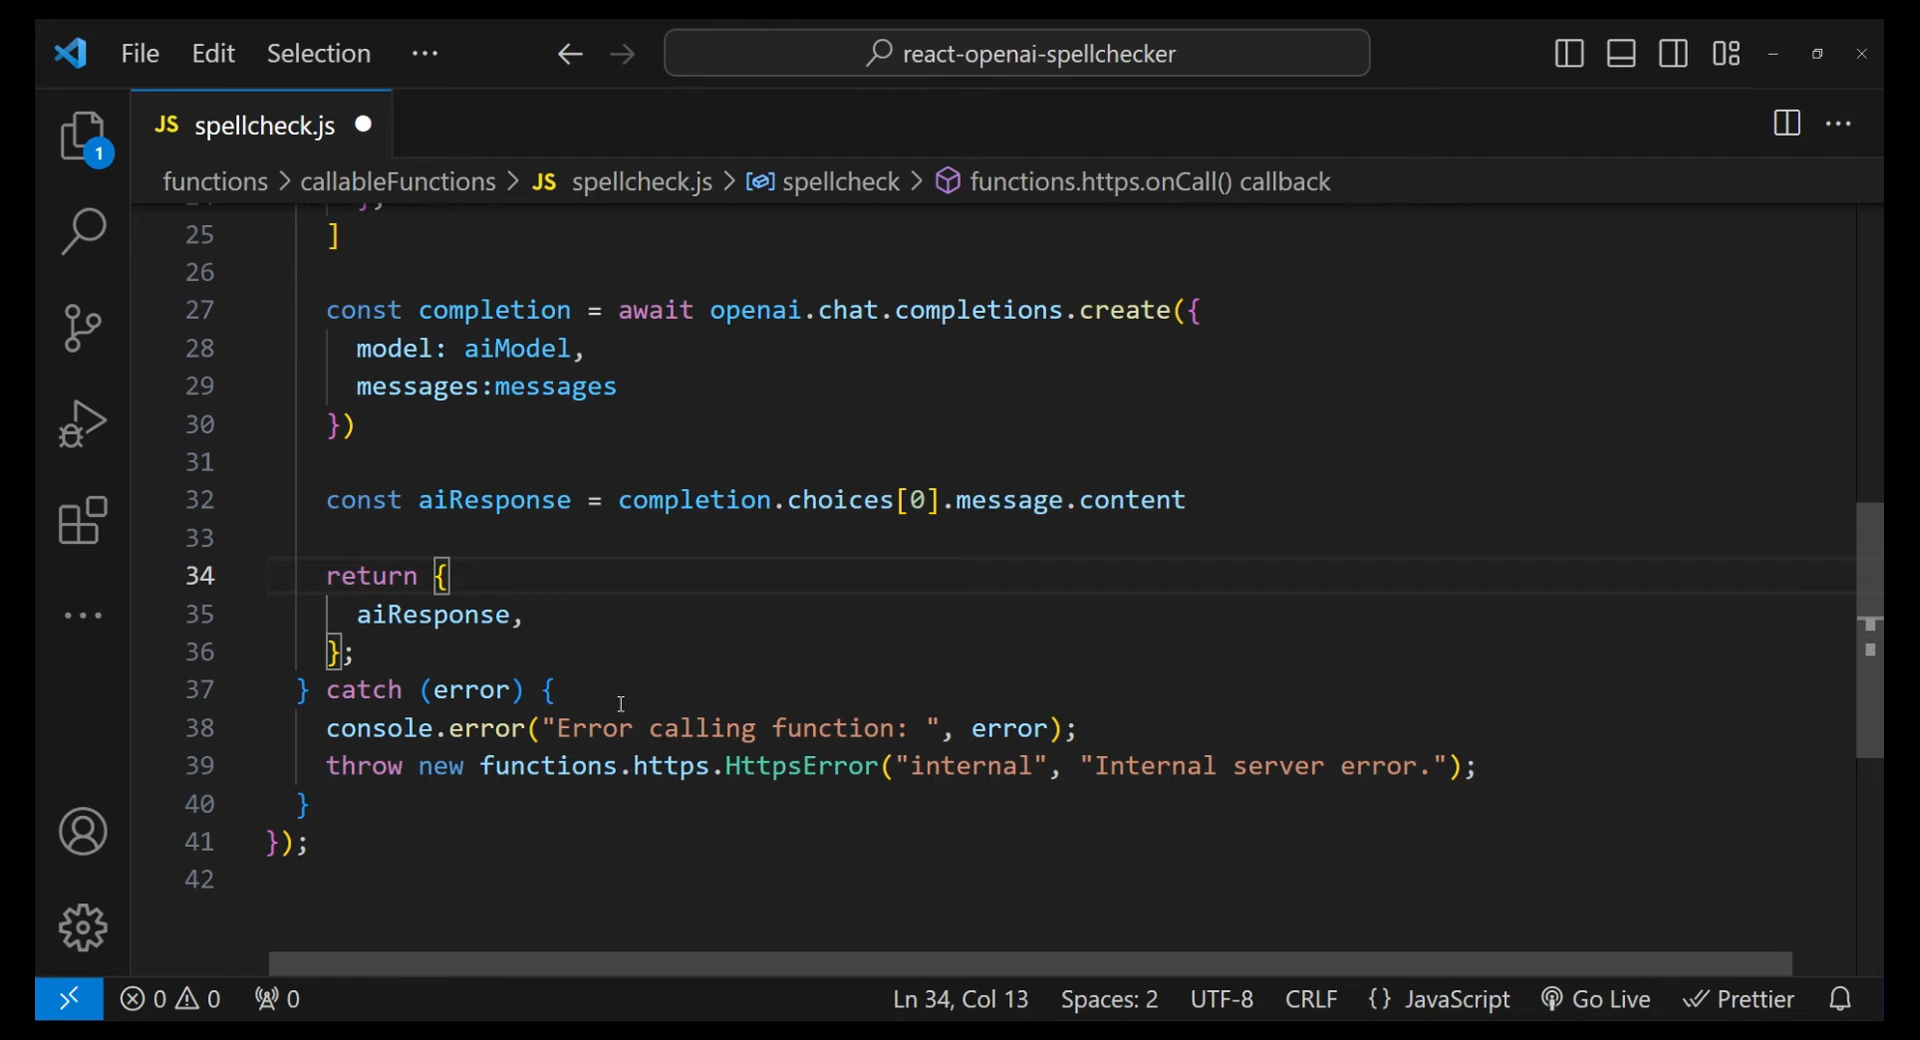 File Edit Selection ··· react-openai-spellchecker
JS spellcheck.js
1
functions > callableFunctions > JS spellcheck.js > spellcheck > functions.https.onCall() callback
25 ]
26
27 const completion = await openai.chat.completions.create({
28 model: aiModel,
29 messages:messages
30 })
31
32 const aiResponse = completion.choices[0].message.content
33
34 return {
35 aiResponse,
36 };
37 } catch (error) {
38 console.error("Error calling function: ", error);
39 throw new functions.https.HttpsError("internal", "Internal server error.");
40 }
41 });
42
0 0 0 Ln 34, Col 13 Spaces: 2 UTF-8 CRLF {} JavaScript Go Live Prettier